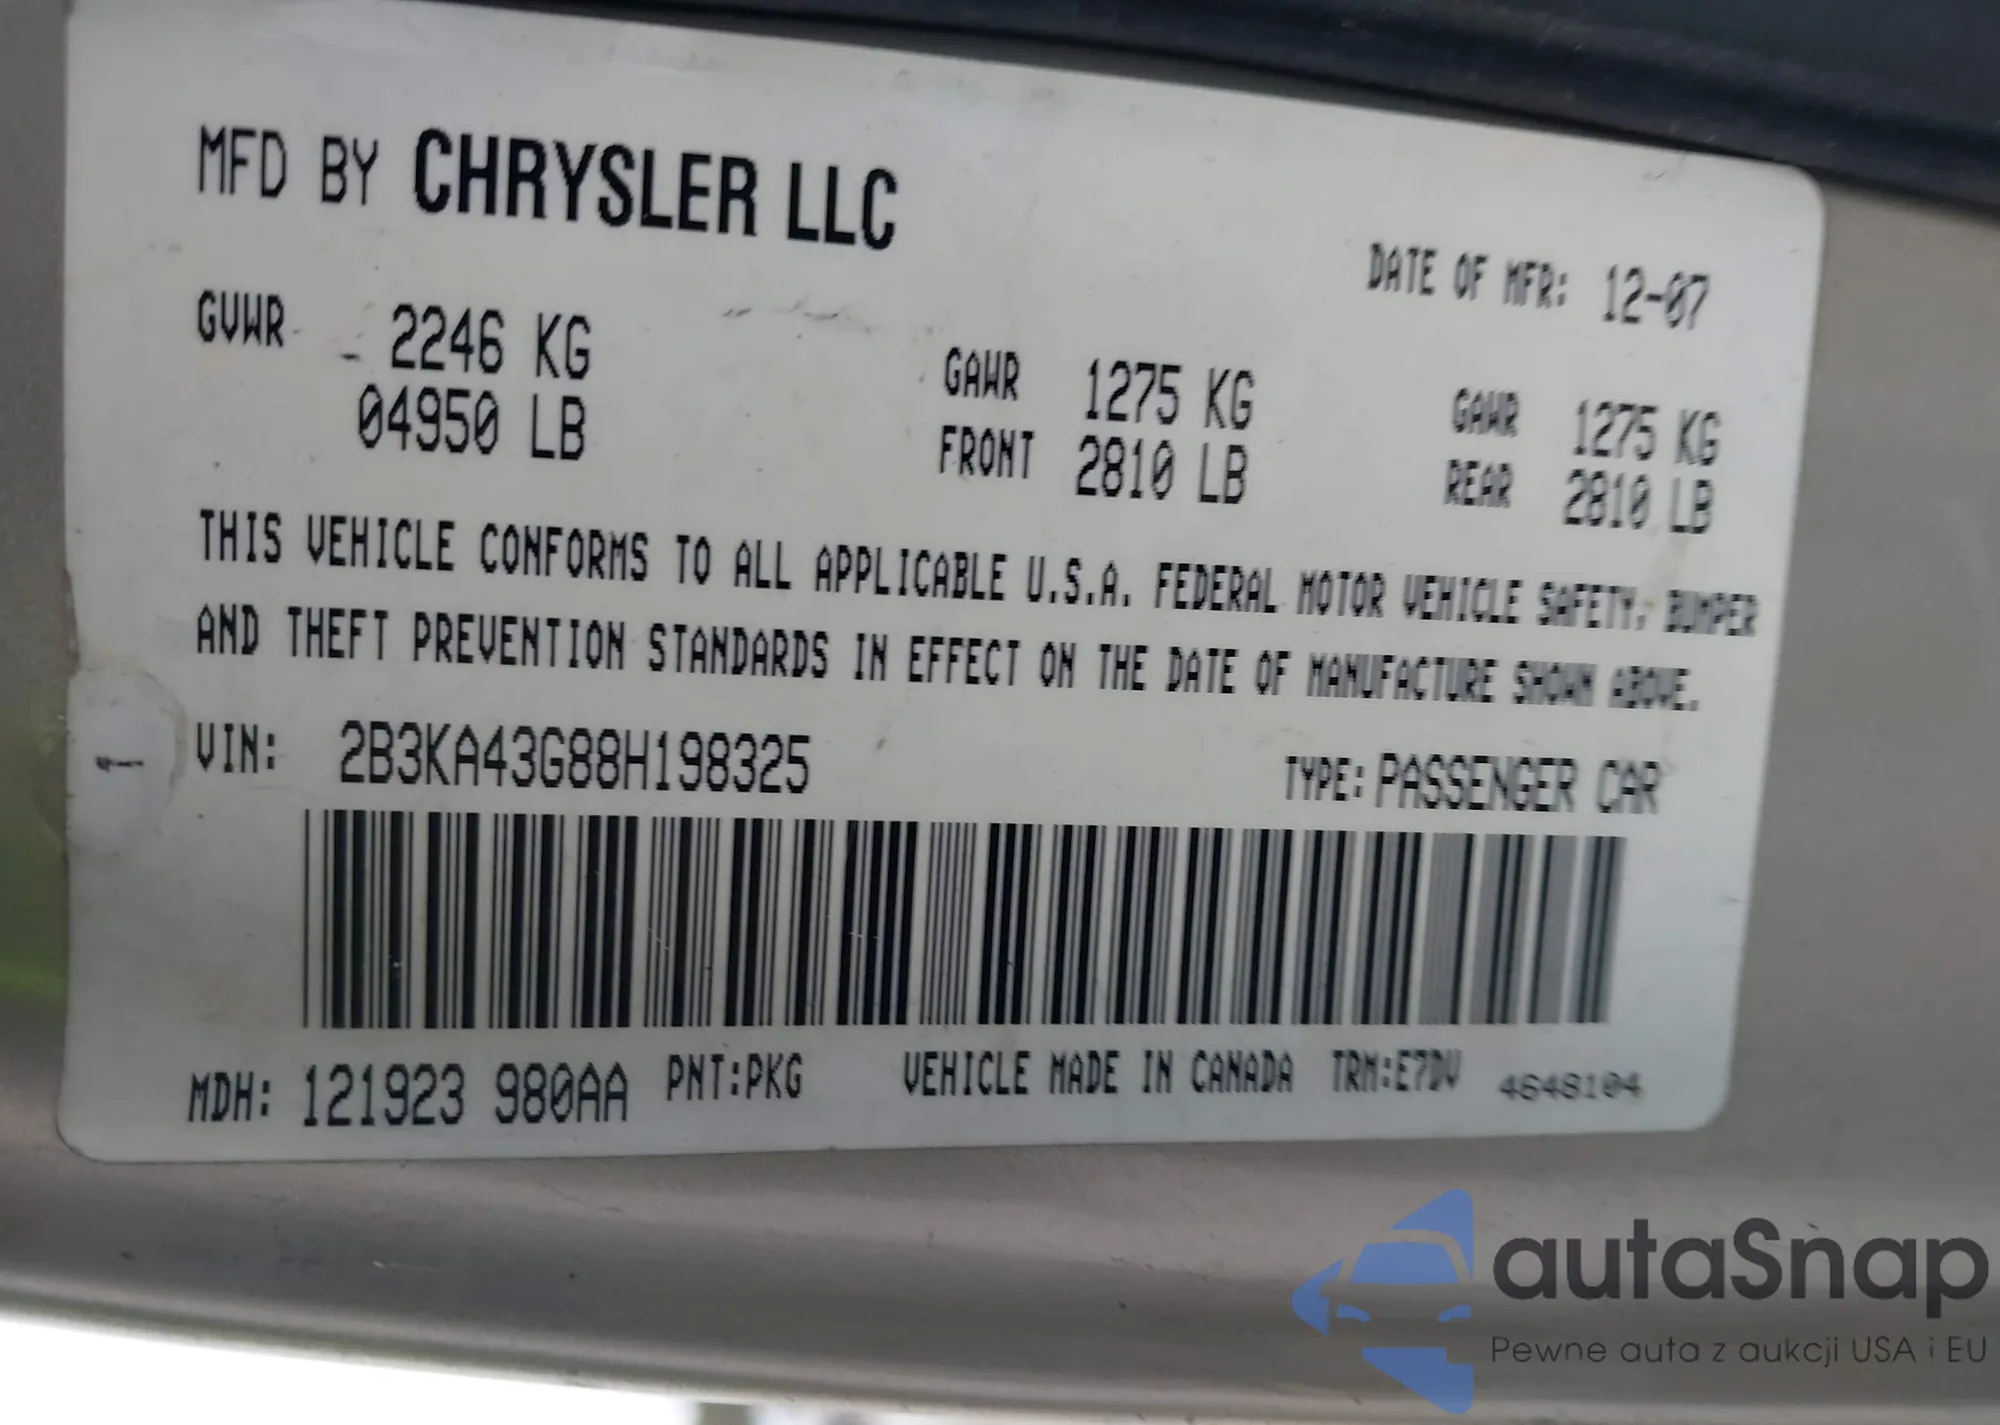 MFD BY CHRYSLER LLC
DATE OF MFR: 12-07
GVWR 2246 KG
04950 LB
GAWR 1275 KG
FRONT 2810 LB
GAWR 1275 KG
REAR 2810 LB
THIS VEHICLE CONFORMS TO ALL APPLICABLE U.S.A. FEDERAL MOTOR VEHICLE SAFETY, BUMPER
AND THEFT PREVENTION STANDARDS IN EFFECT ON THE DATE OF MANUFACTURE SHOWN ABOVE.
VIN: 2B3KA43G88H198325
TYPE: PASSENGER CAR
MDH: 121923 980AA PNT:PKG VEHICLE MADE IN CANADA TRM:E7DV 4648104
autaSnap
Pewne auta z aukcji USA i EU